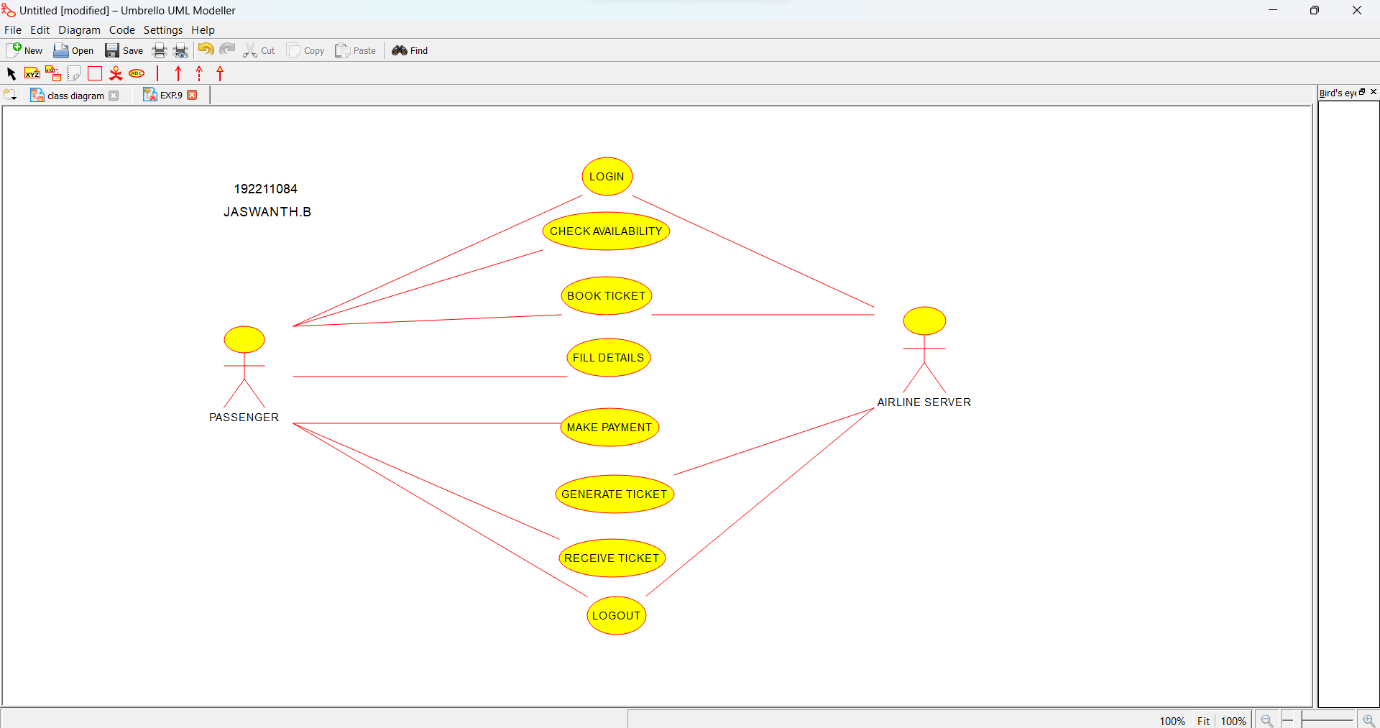 Untitled [modified] – Umbrello UML Modeller
File Edit Diagram Code Settings Help
New Open Save Cut Copy Paste Find
XYZ ABC
class diagram EXP.9
Bird's eye
192211084
JASWANTH.B
LOGIN
CHECK AVAILABILITY
BOOK TICKET
FILL DETAILS
PASSENGER
AIRLINE SERVER
MAKE PAYMENT
GENERATE TICKET
RECEIVE TICKET
LOGOUT
100% Fit 100%